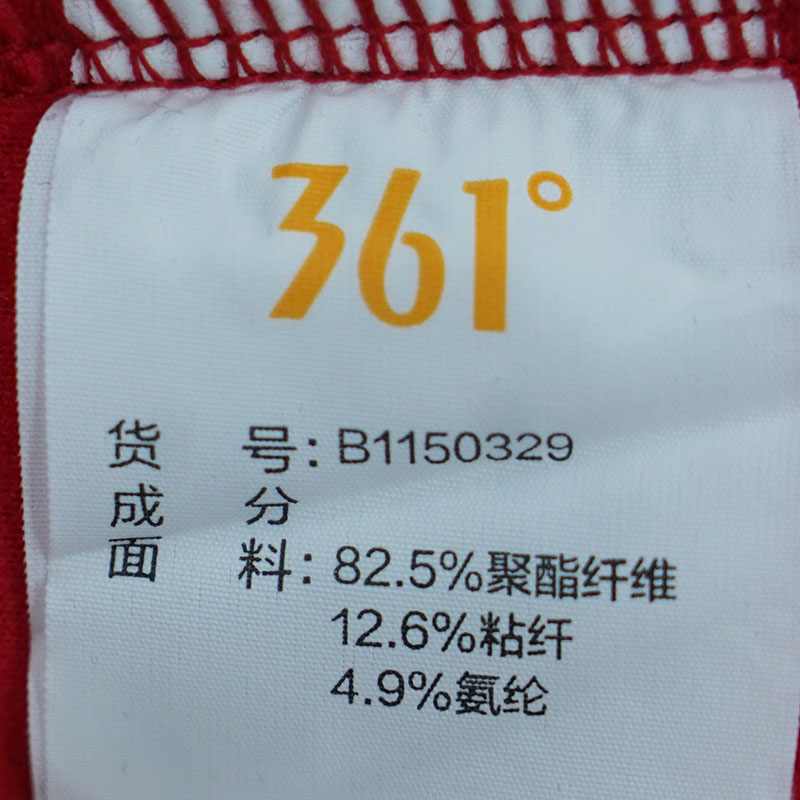 361°
货 号: B1150329
成 分
面 料: 82.5%聚酯纤维
12.6%粘纤
4.9%氨纶